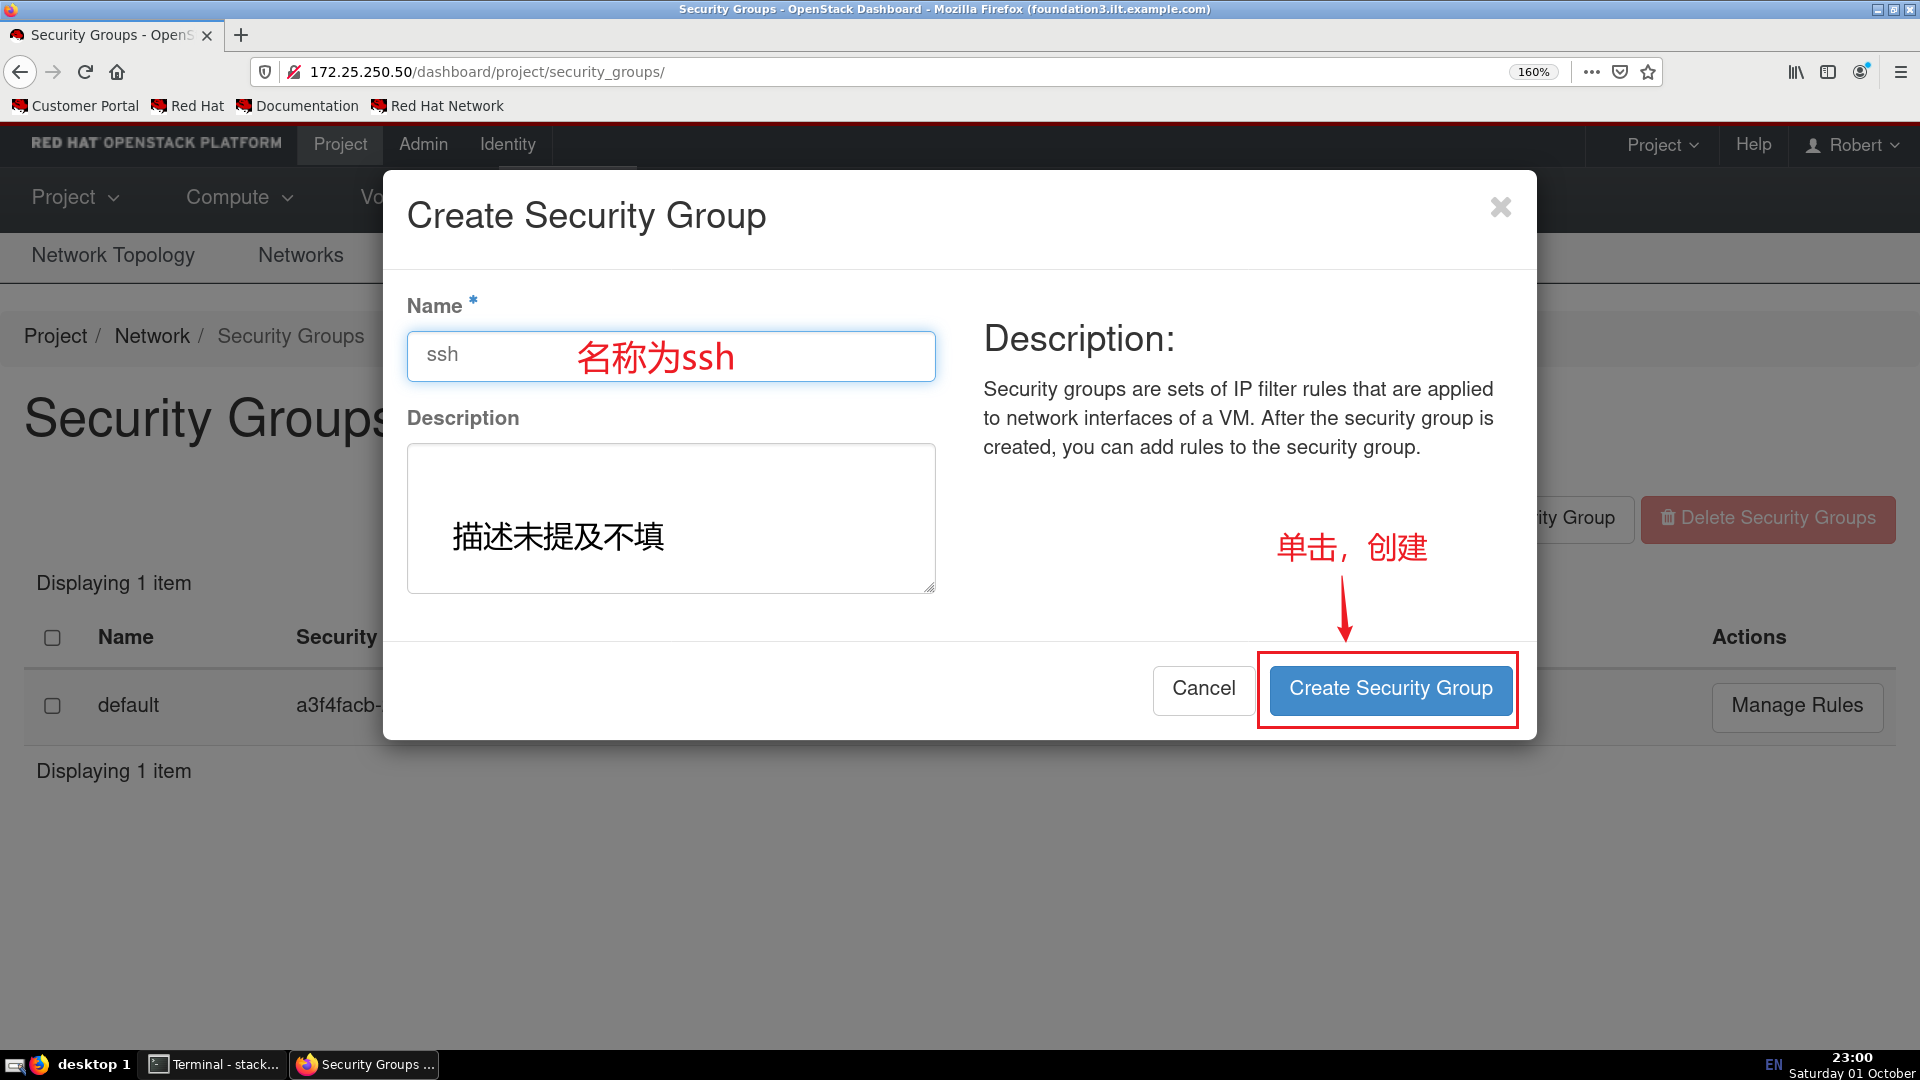 Security Groups - OpenStack Dashboard - Mozilla Firefox (foundation3.ilt.example.com)
Security Groups - OpenS
172.25.250.50/dashboard/project/security_groups/
160%
Customer Portal
Red Hat
Documentation
Red Hat Network
RED HAT OPENSTACK PLATFORM
Project
Admin
Identity
Project
Help
Robert
Project
Compute
Vo
Network Topology
Networks
Project / Network / Security Groups
Security Groups
Create Security Group
Name *
ssh
名称为ssh
Description
描述未提及不填
Description:
Security groups are sets of IP filter rules that are applied
to network interfaces of a VM. After the security group is
created, you can add rules to the security group.
单击，创建
Cancel
Create Security Group
ity Group
Delete Security Groups
Displaying 1 item
Name
Security
Actions
default
a3f4facb-
Manage Rules
Displaying 1 item
desktop 1
Terminal - stack...
Security Groups ...
EN
23:00
Saturday 01 October